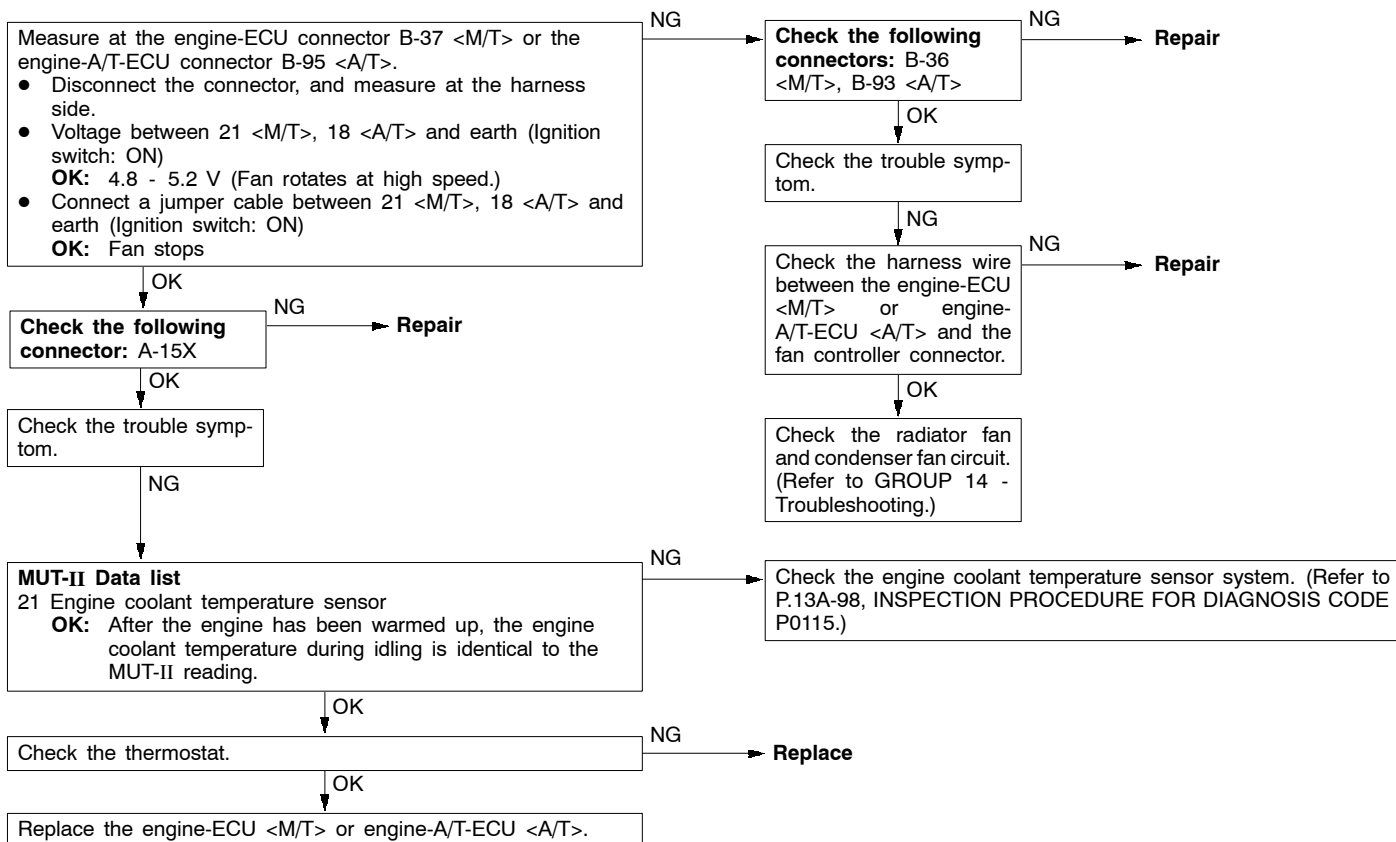 Measure at the engine-ECU connector B-37 <M/T> or the
engine-A/T-ECU connector B-95 <A/T>.
● Disconnect the connector, and measure at the harness
side.
● Voltage between 21 <M/T>, 18 <A/T> and earth (Ignition
switch: ON)
OK: 4.8 - 5.2 V (Fan rotates at high speed.)
● Connect a jumper cable between 21 <M/T>, 18 <A/T> and
earth (Ignition switch: ON)
OK: Fan stops
NG
Check the following
connectors: B-36
<M/T>, B-93 <A/T>
NG
Repair
OK
Check the trouble symp-
tom.
NG
Check the harness wire
between the engine-ECU
<M/T> or engine-
A/T-ECU <A/T> and the
fan controller connector.
NG
Repair
OK
Check the radiator fan
and condenser fan circuit.
(Refer to GROUP 14 -
Troubleshooting.)
OK
Check the following
connector: A-15X
NG
Repair
OK
Check the trouble symp-
tom.
NG
MUT-II Data list
21 Engine coolant temperature sensor
OK: After the engine has been warmed up, the engine
coolant temperature during idling is identical to the
MUT-II reading.
NG
Check the engine coolant temperature sensor system. (Refer to
P.13A-98, INSPECTION PROCEDURE FOR DIAGNOSIS CODE
P0115.)
OK
Check the thermostat.
NG
Replace
OK
Replace the engine-ECU <M/T> or engine-A/T-ECU <A/T>.